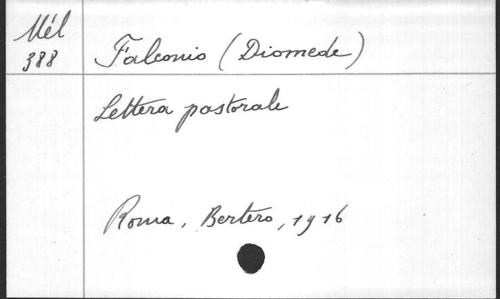 Mél
388
Falconio (Diomede)
Lettera pastorale
Roma, Bertero, 1916